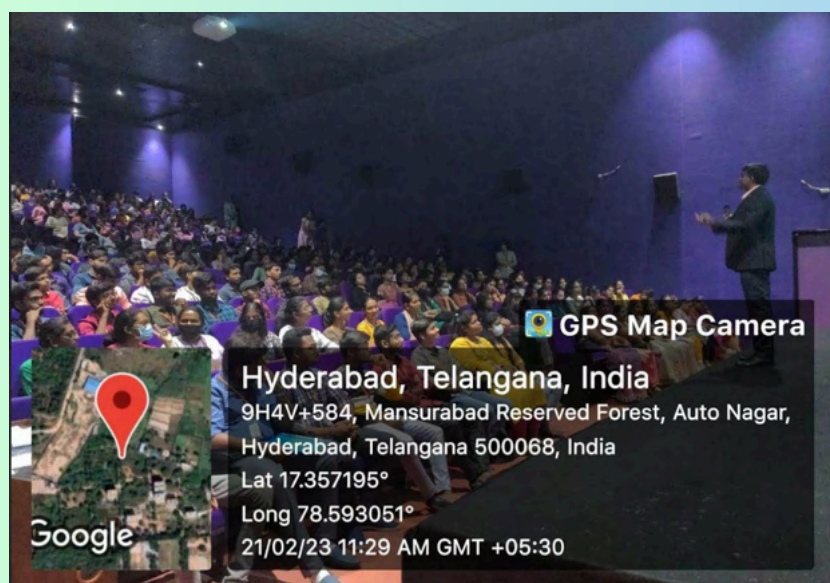 GPS Map Camera
Hyderabad, Telangana, India
9H4V+584, Mansurabad Reserved Forest, Auto Nagar,
Hyderabad, Telangana 500068, India
Lat 17.357195°
Long 78.593051°
21/02/23 11:29 AM GMT +05:30
Google